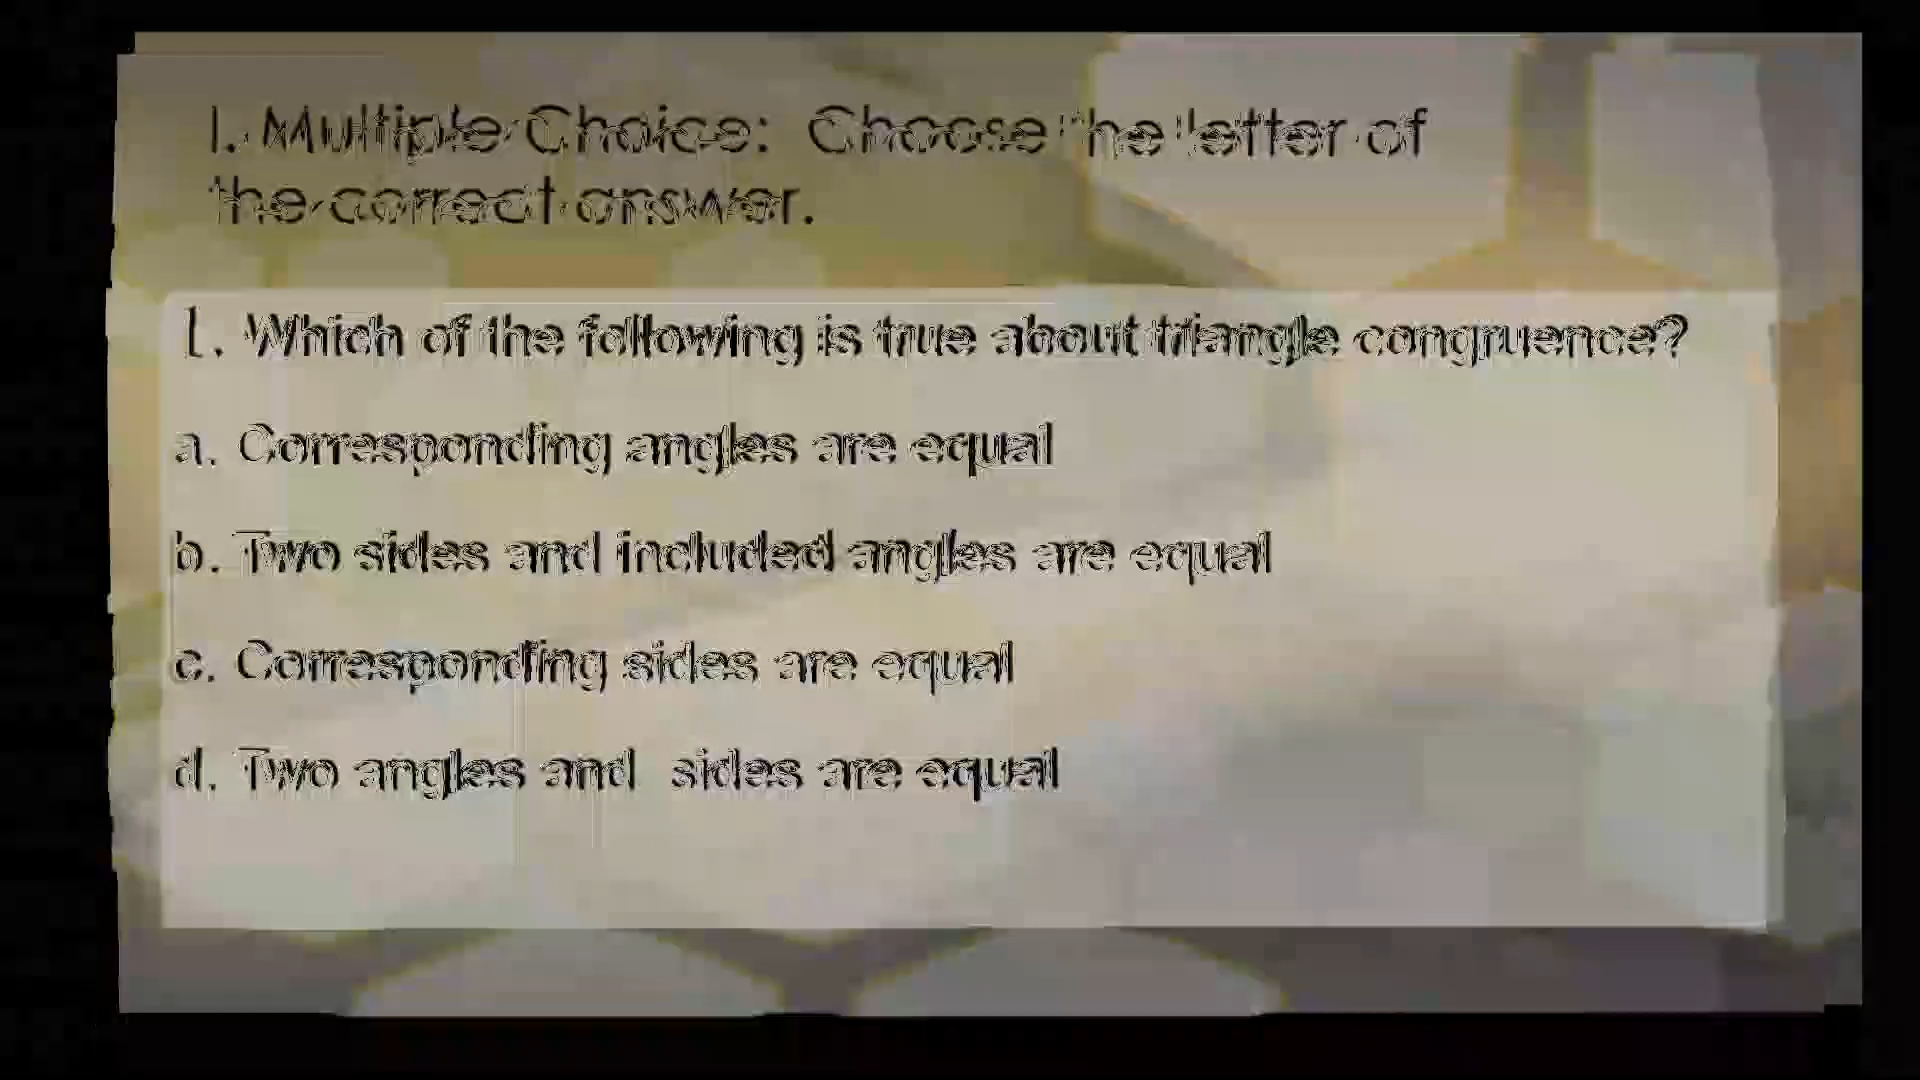 I. Multiple Choice: Choose the letter of
the correct answer.
1. Which of the following is true about triangle congruence?
a. Corresponding angles are equal
b. Two sides and included angles are equal
c. Corresponding sides are equal
d. Two angles and sides are equal